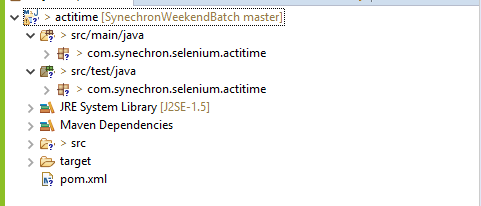 > actitime [SynechronWeekendBatch master]
> src/main/java
> com.synechron.selenium.actitime
> src/test/java
> com.synechron.selenium.actitime
JRE System Library [J2SE-1.5]
Maven Dependencies
> src
target
pom.xml